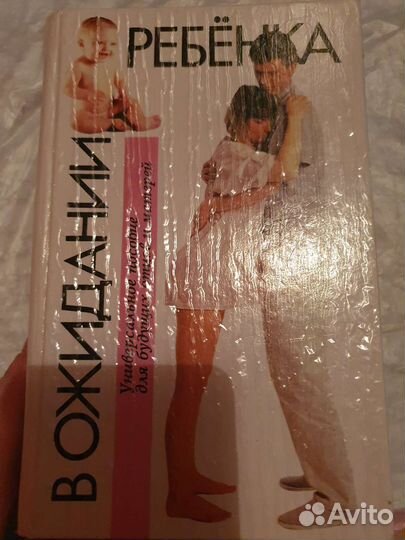 В ОЖИДАНИИ
РЕБЁНКА
Универсальное пособие
для будущих отцов и матерей
Avito